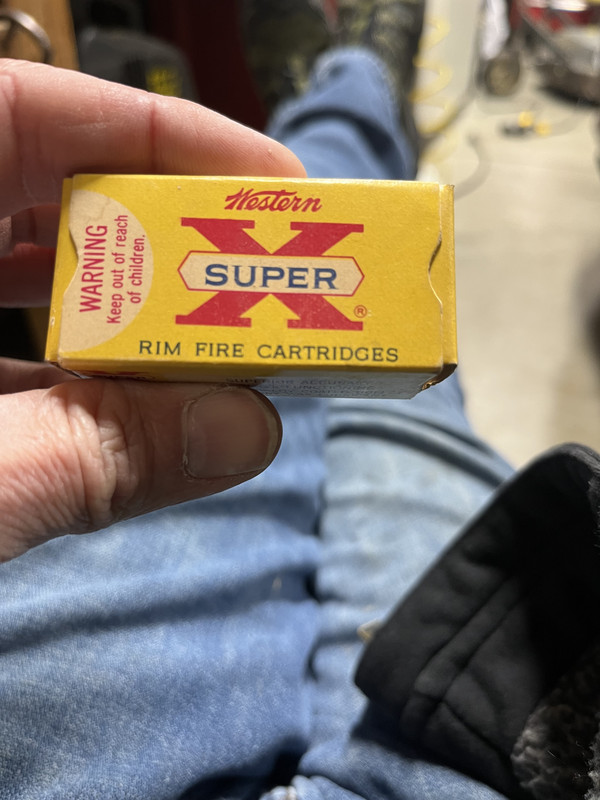 Western
X
SUPER
®
RIM FIRE CARTRIDGES
WARNING
Keep out of reach
of children.